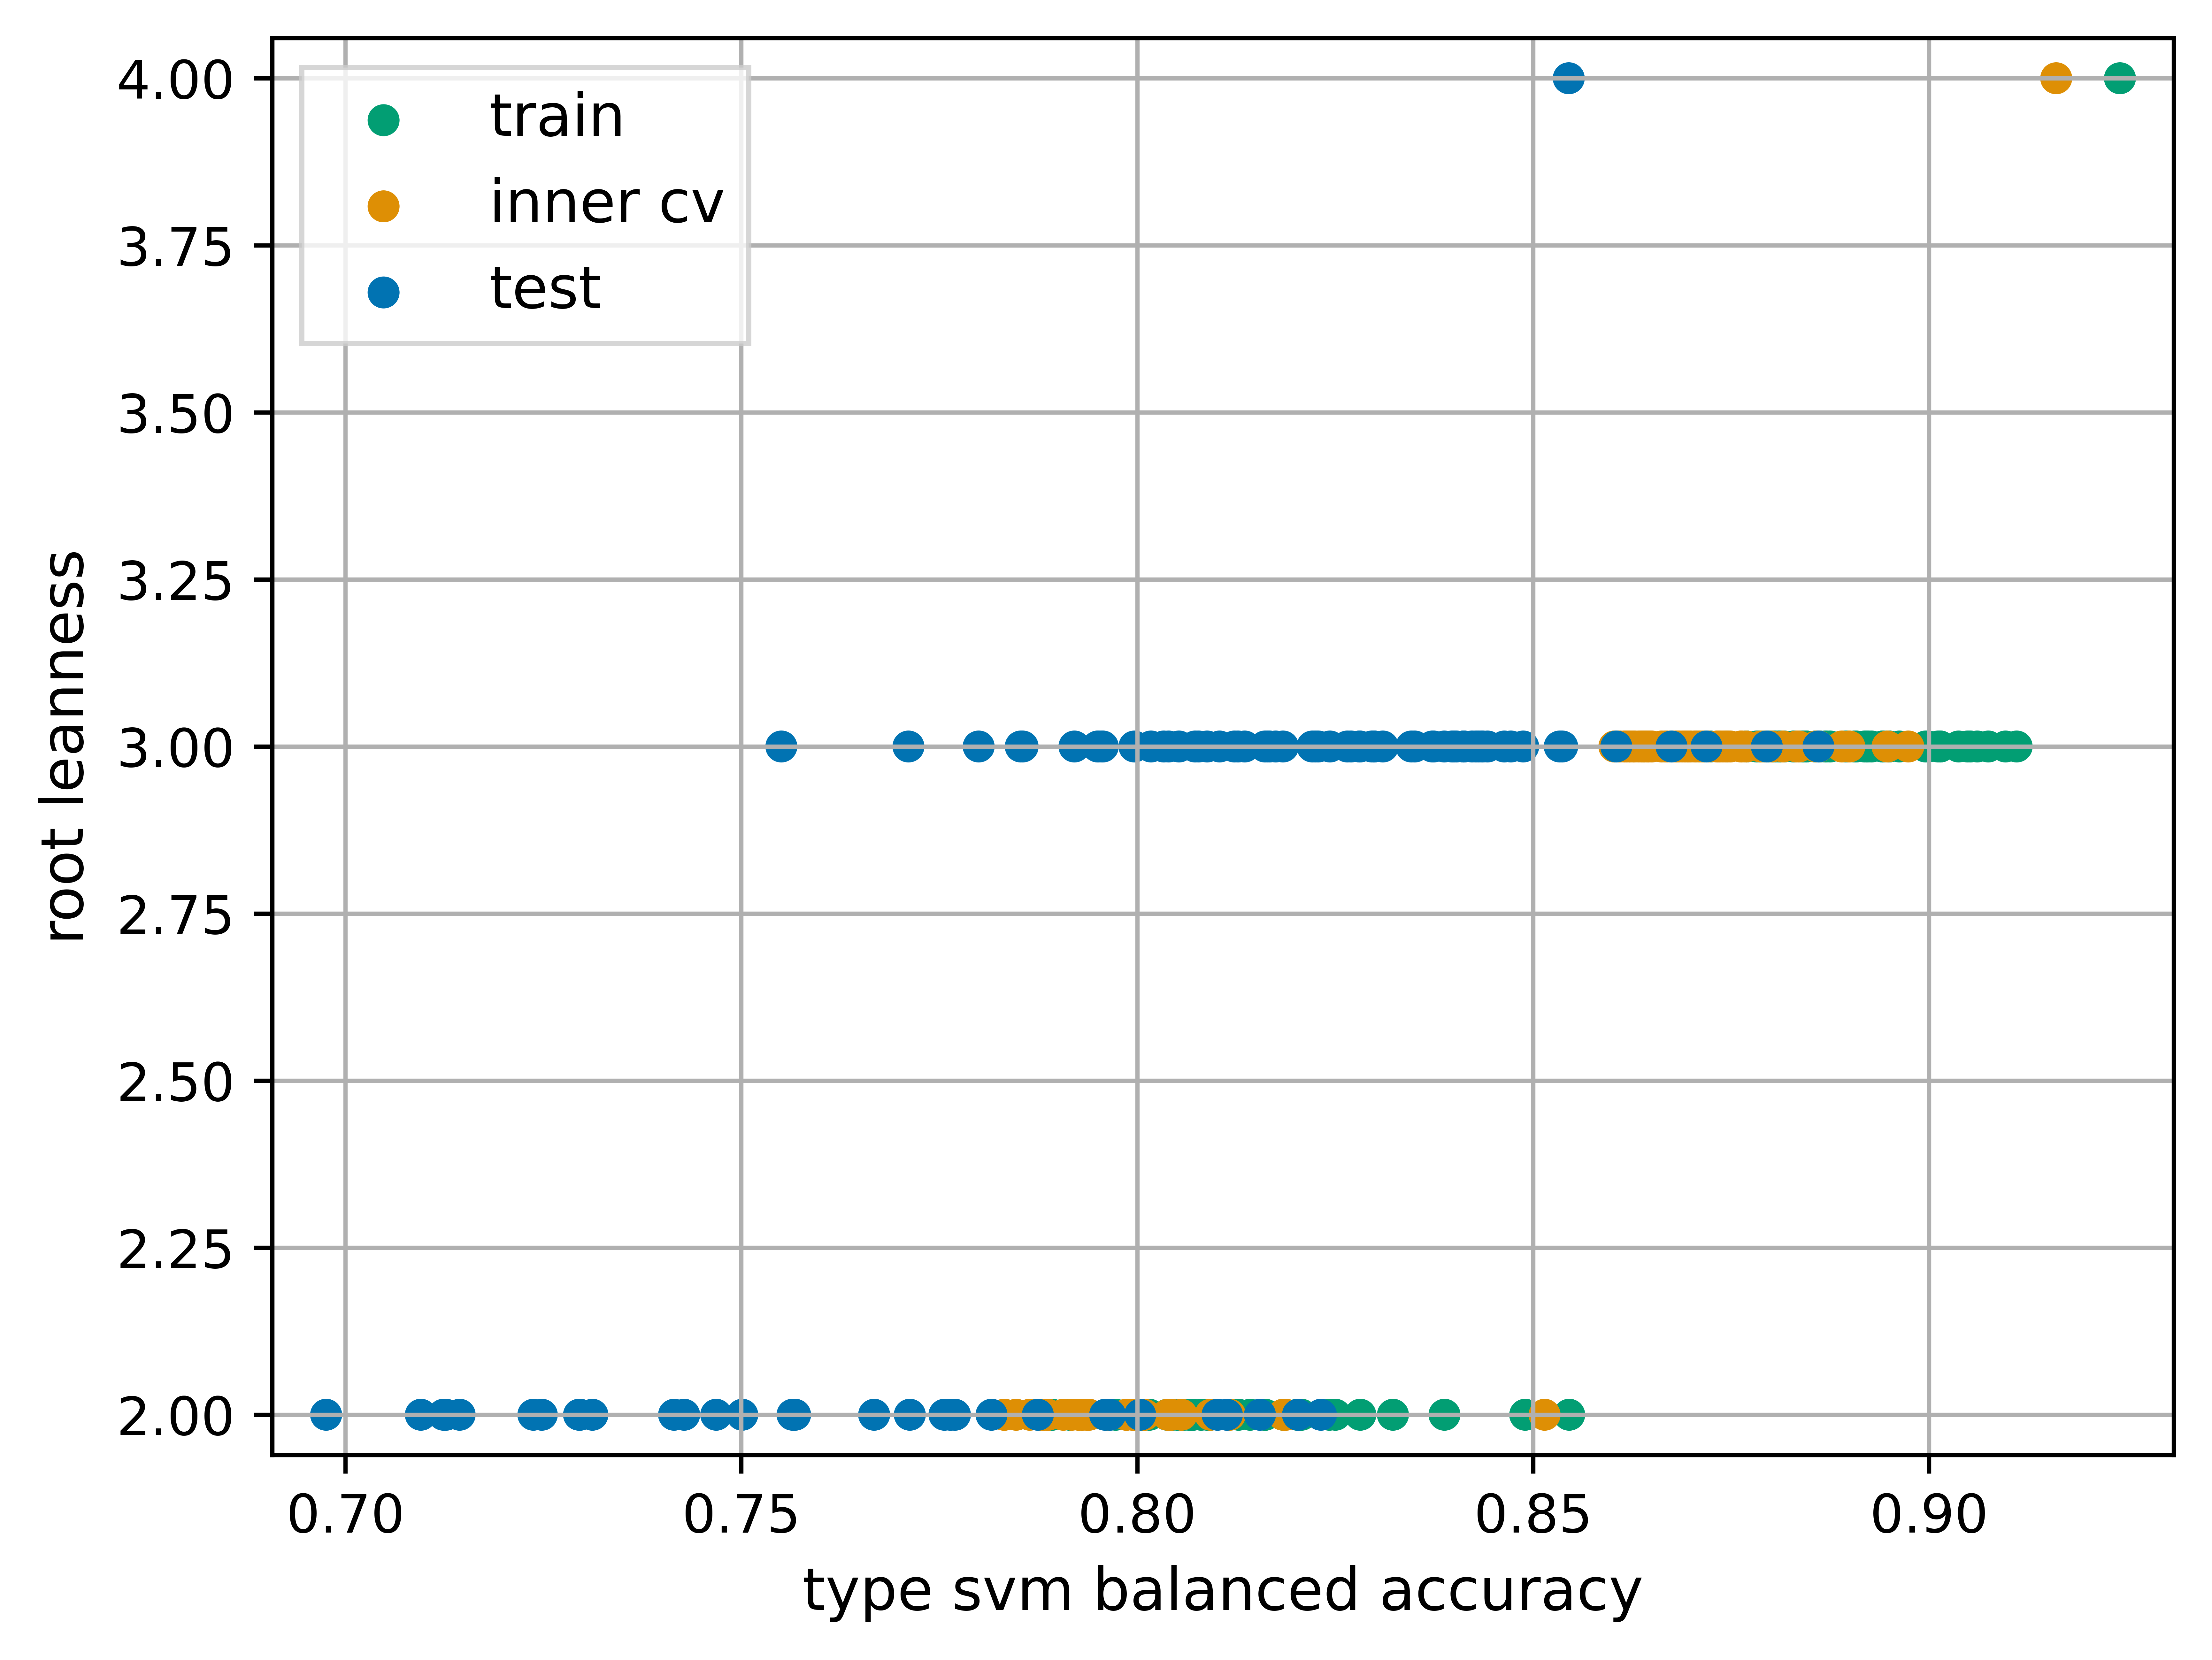 4.00
3.75
3.50
3.25
3.00
2.75
2.50
2.25
2.00
root leanness
train
inner cv
test
0.70 0.75 0.80 0.85 0.90
type svm balanced accuracy